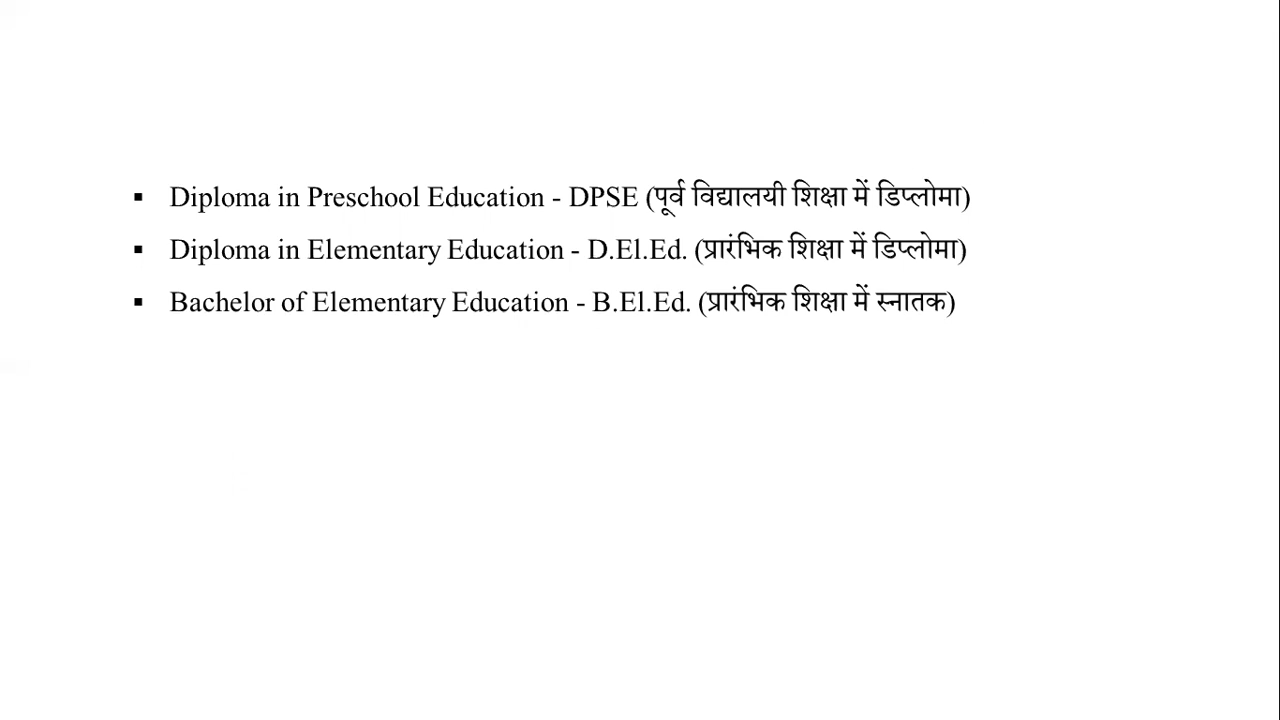 ▪ Diploma in Preschool Education - DPSE (पूर्व विद्यालयी शिक्षा में डिप्लोमा)
▪ Diploma in Elementary Education - D.El.Ed. (प्रारंभिक शिक्षा में डिप्लोमा)
▪ Bachelor of Elementary Education - B.El.Ed. (प्रारंभिक शिक्षा में स्नातक)